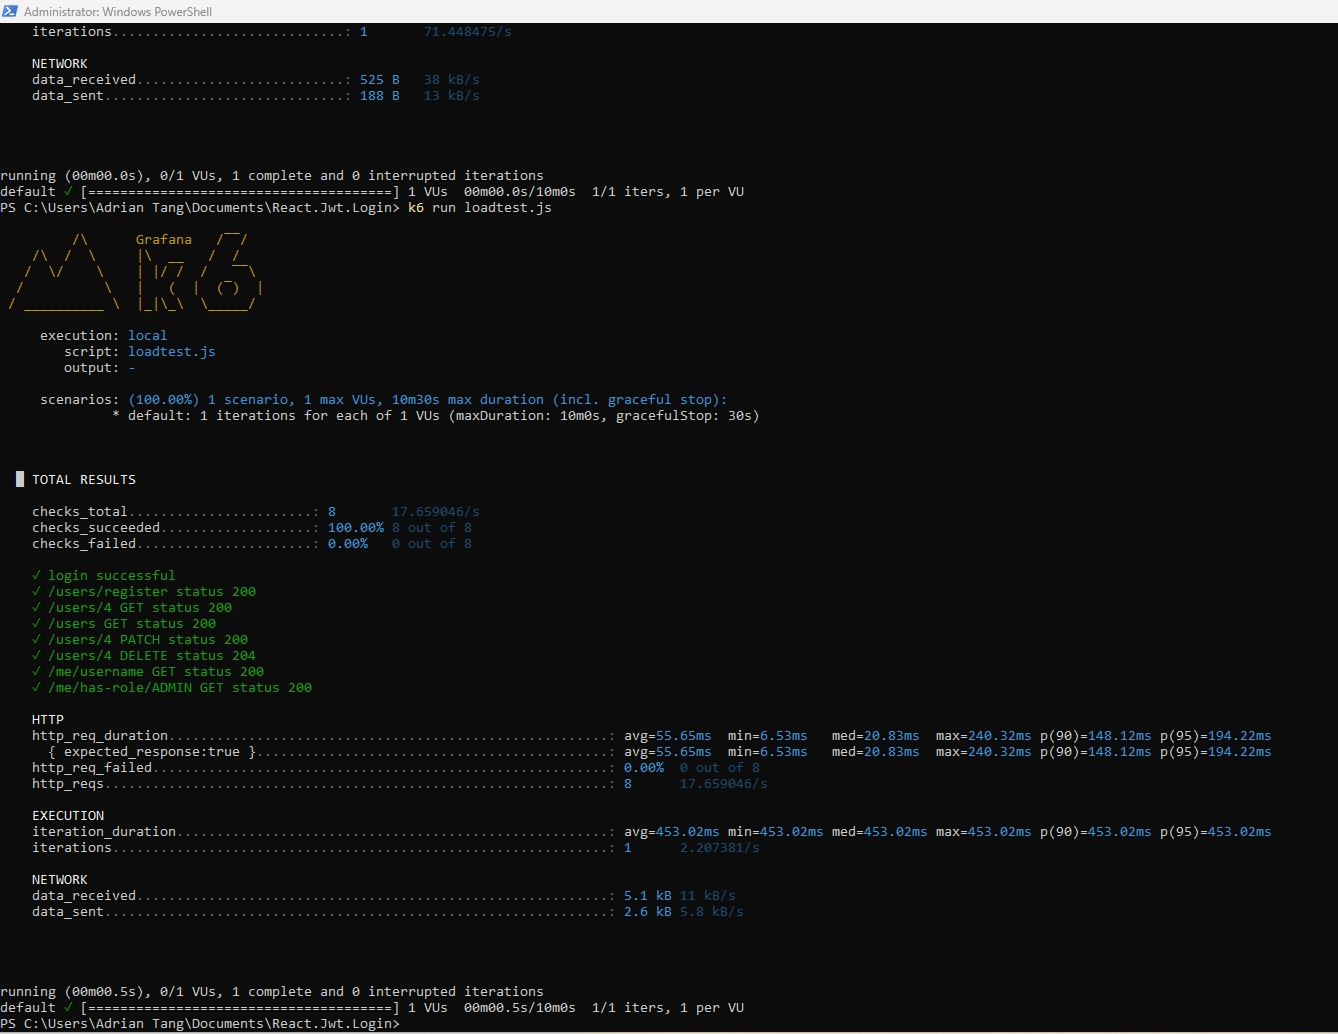 Administrator: Windows PowerShell
iterations.............................: 1       71.448475/s
NETWORK
data_received..........................: 525 B   38 kB/s
data_sent..............................: 188 B   13 kB/s
running (00m00.0s), 0/1 VUs, 1 complete and 0 interrupted iterations
default ✓ [======================================] 1 VUs  00m00.0s/10m0s  1/1 iters, 1 per VU
PS C:\Users\Adrian Tang\Documents\React.Jwt.Login> k6 run loadtest.js
Grafana
execution: local
script: loadtest.js
output: -
scenarios: (100.00%) 1 scenario, 1 max VUs, 10m30s max duration (incl. graceful stop):
* default: 1 iterations for each of 1 VUs (maxDuration: 10m0s, gracefulStop: 30s)
█ TOTAL RESULTS
checks_total.......................: 8       17.659046/s
checks_succeeded...................: 100.00% 8 out of 8
checks_failed......................: 0.00%   0 out of 8
✓ login successful
✓ /users/register status 200
✓ /users/4 GET status 200
✓ /users GET status 200
✓ /users/4 PATCH status 200
✓ /users/4 DELETE status 204
✓ /me/username GET status 200
✓ /me/has-role/ADMIN GET status 200
HTTP
http_req_duration.......................................................: avg=55.65ms  min=6.53ms   med=20.83ms  max=240.32ms p(90)=148.12ms p(95)=194.22ms
{ expected_response:true }............................................: avg=55.65ms  min=6.53ms   med=20.83ms  max=240.32ms p(90)=148.12ms p(95)=194.22ms
http_req_failed.........................................................: 0.00%  0 out of 8
http_reqs...............................................................: 8      17.659046/s
EXECUTION
iteration_duration......................................................: avg=453.02ms min=453.02ms med=453.02ms max=453.02ms p(90)=453.02ms p(95)=453.02ms
iterations..............................................................: 1      2.207381/s
NETWORK
data_received...........................................................: 5.1 kB 11 kB/s
data_sent...............................................................: 2.6 kB 5.8 kB/s
running (00m00.5s), 0/1 VUs, 1 complete and 0 interrupted iterations
default ✓ [======================================] 1 VUs  00m00.5s/10m0s  1/1 iters, 1 per VU
PS C:\Users\Adrian Tang\Documents\React.Jwt.Login>